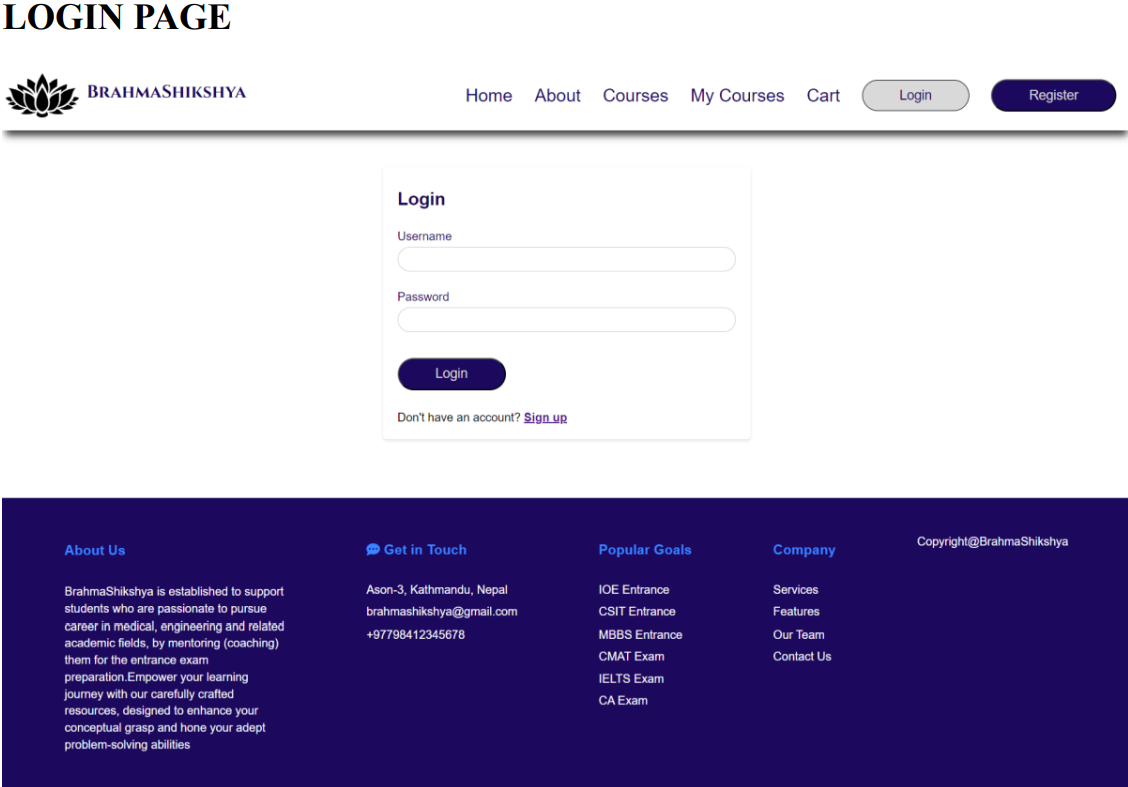 LOGIN PAGE
BRAHMASHIKSHYA
Home About Courses My Courses Cart Login Register
Login
Username
Password
Login
Don't have an account? Sign up
About Us
BrahmaShikshya is established to support
students who are passionate to pursue
career in medical, engineering and related
academic fields, by mentoring (coaching)
them for the entrance exam
preparation.Empower your learning
journey with our carefully crafted
resources, designed to enhance your
conceptual grasp and hone your adept
problem-solving abilities
Get in Touch
Ason-3, Kathmandu, Nepal
brahmashikshya@gmail.com
+97798412345678
Popular Goals
IOE Entrance
CSIT Entrance
MBBS Entrance
CMAT Exam
IELTS Exam
CA Exam
Company
Services
Features
Our Team
Contact Us
Copyright@BrahmaShikshya